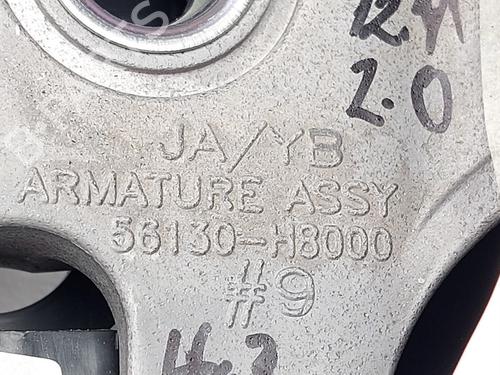 2.0
JA/YB
ARMATURE ASSY
56130-H8000
#9